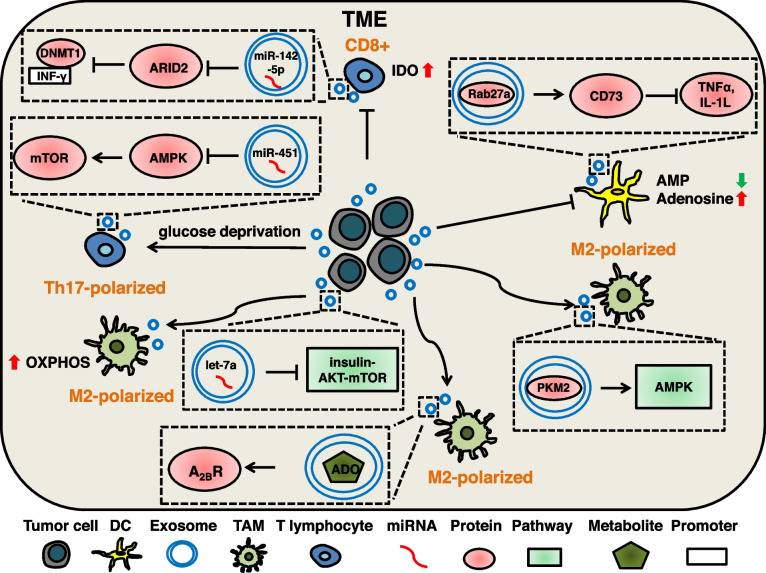 TME
CD8+
IDO
DNMT1
INF-γ
ARID2
miR-142
-5p
mTOR
AMPK
miR-451
Rab27a
CD73
TNFα,
IL-1L
AMP
Adenosine
M2-polarized
glucose deprivation
Th17-polarized
OXPHOS
M2-polarized
let-7a
insulin-
AKT-mTOR
PKM2
AMPK
A2BR
ADO
M2-polarized
Tumor cell DC Exosome TAM T lymphocyte miRNA Protein Pathway Metabolite Promoter